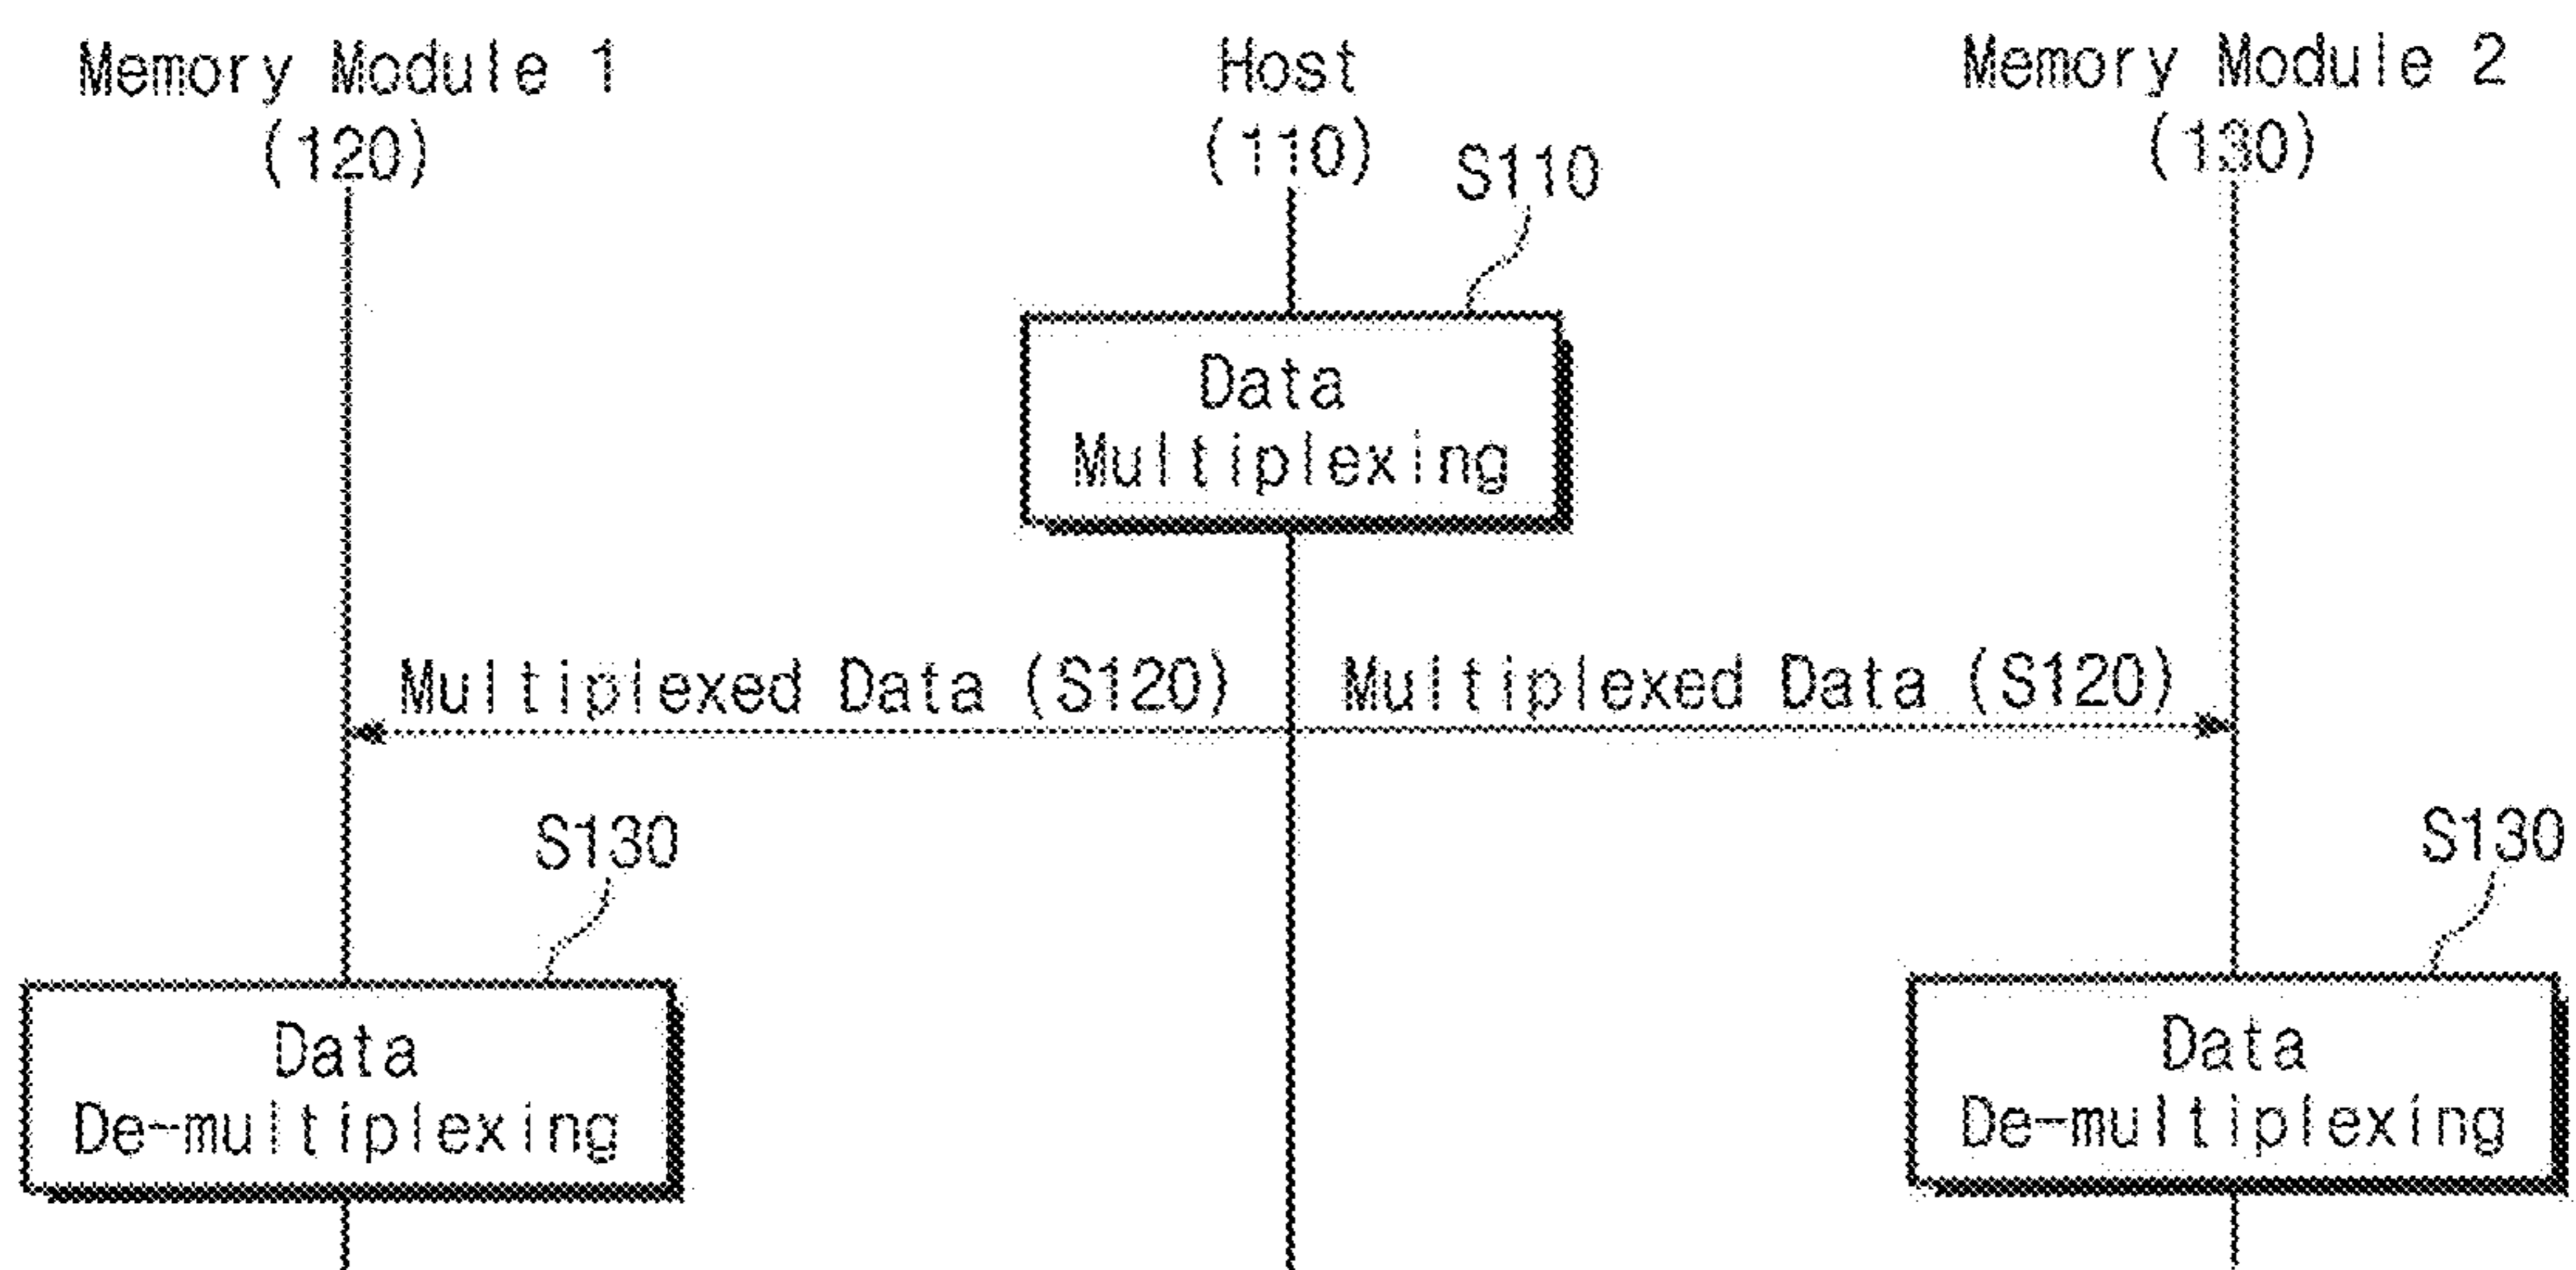 Memory Module 1
(120)
Host
(110)
Memory Module 2
(130)
S110
Data
Multiplexing
Multiplexed Data (S120)
Multiplexed Data (S120)
S130
S130
Data
De-multiplexing
Data
De-multiplexing